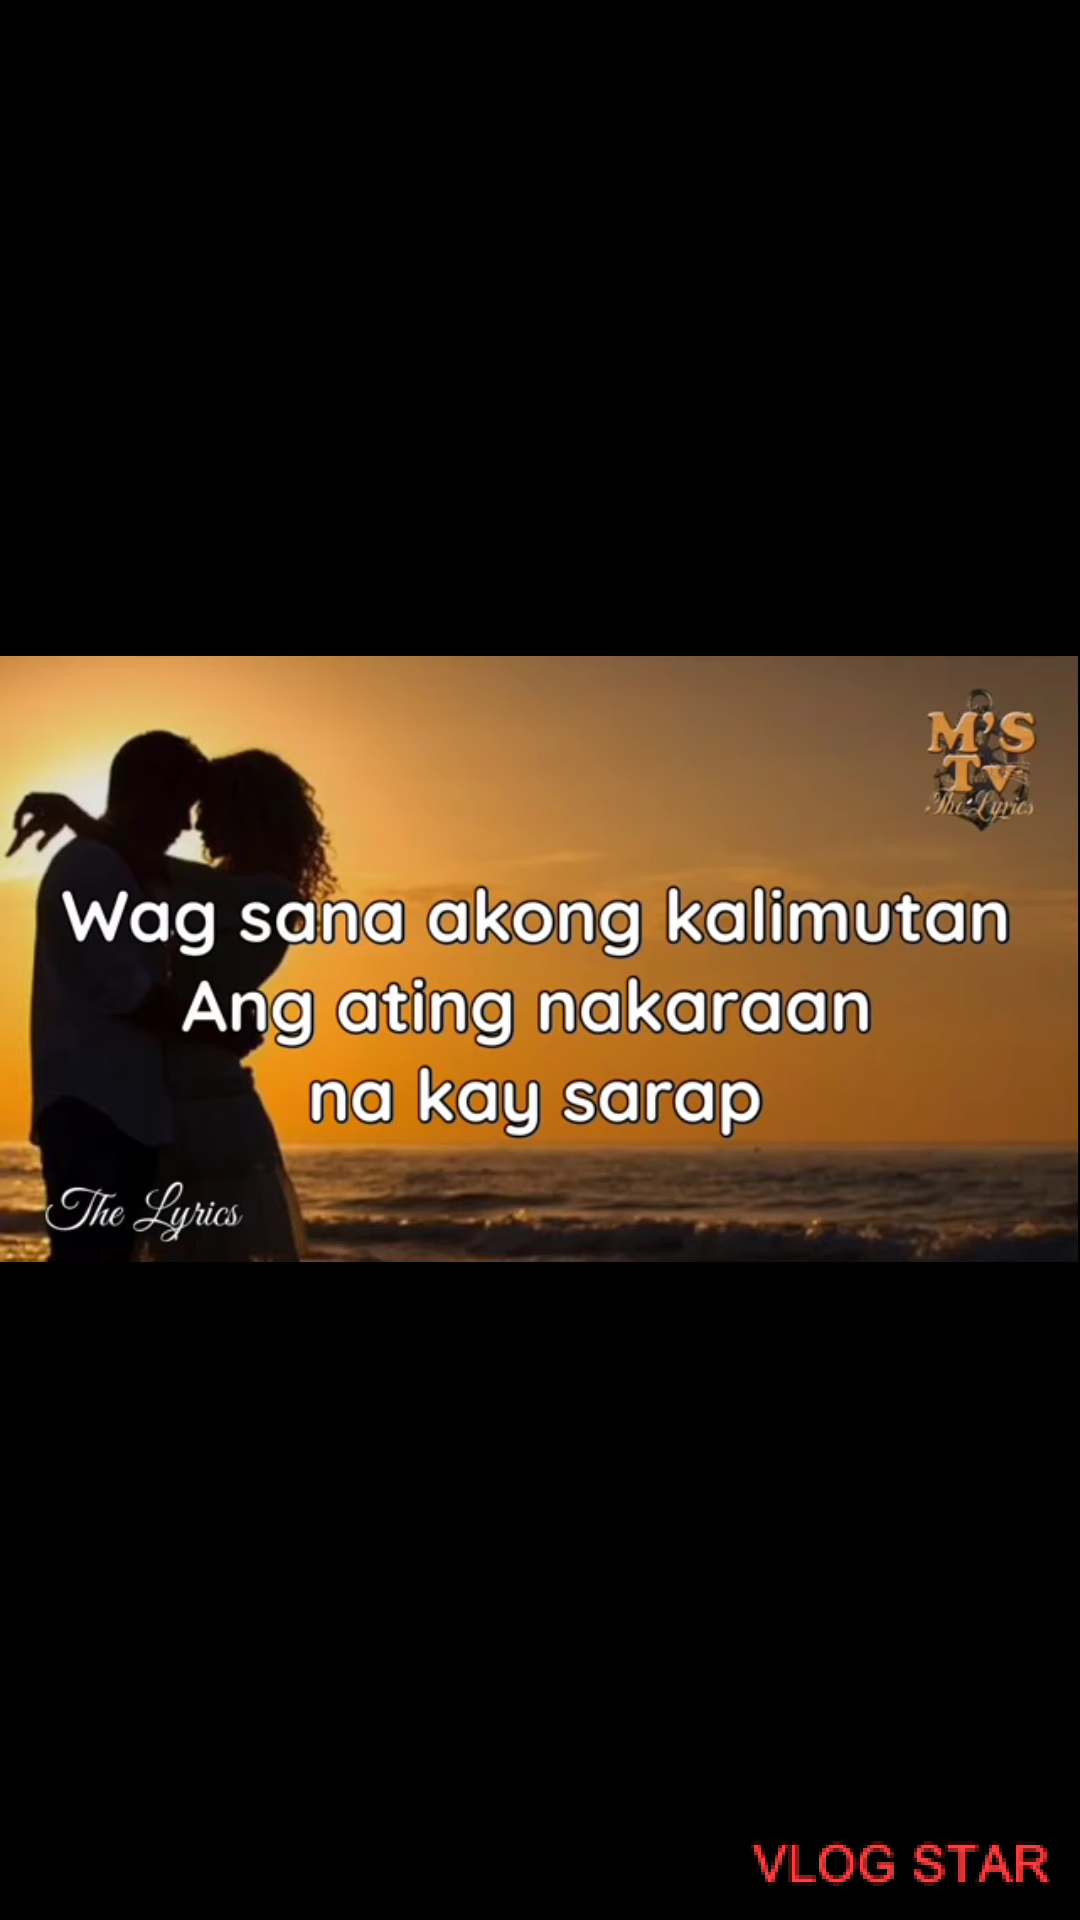 M'S
Tv
The Lyrics
Wag sana akong kalimutan
Ang ating nakaraan
na kay sarap
The Lyrics
VLOG STAR